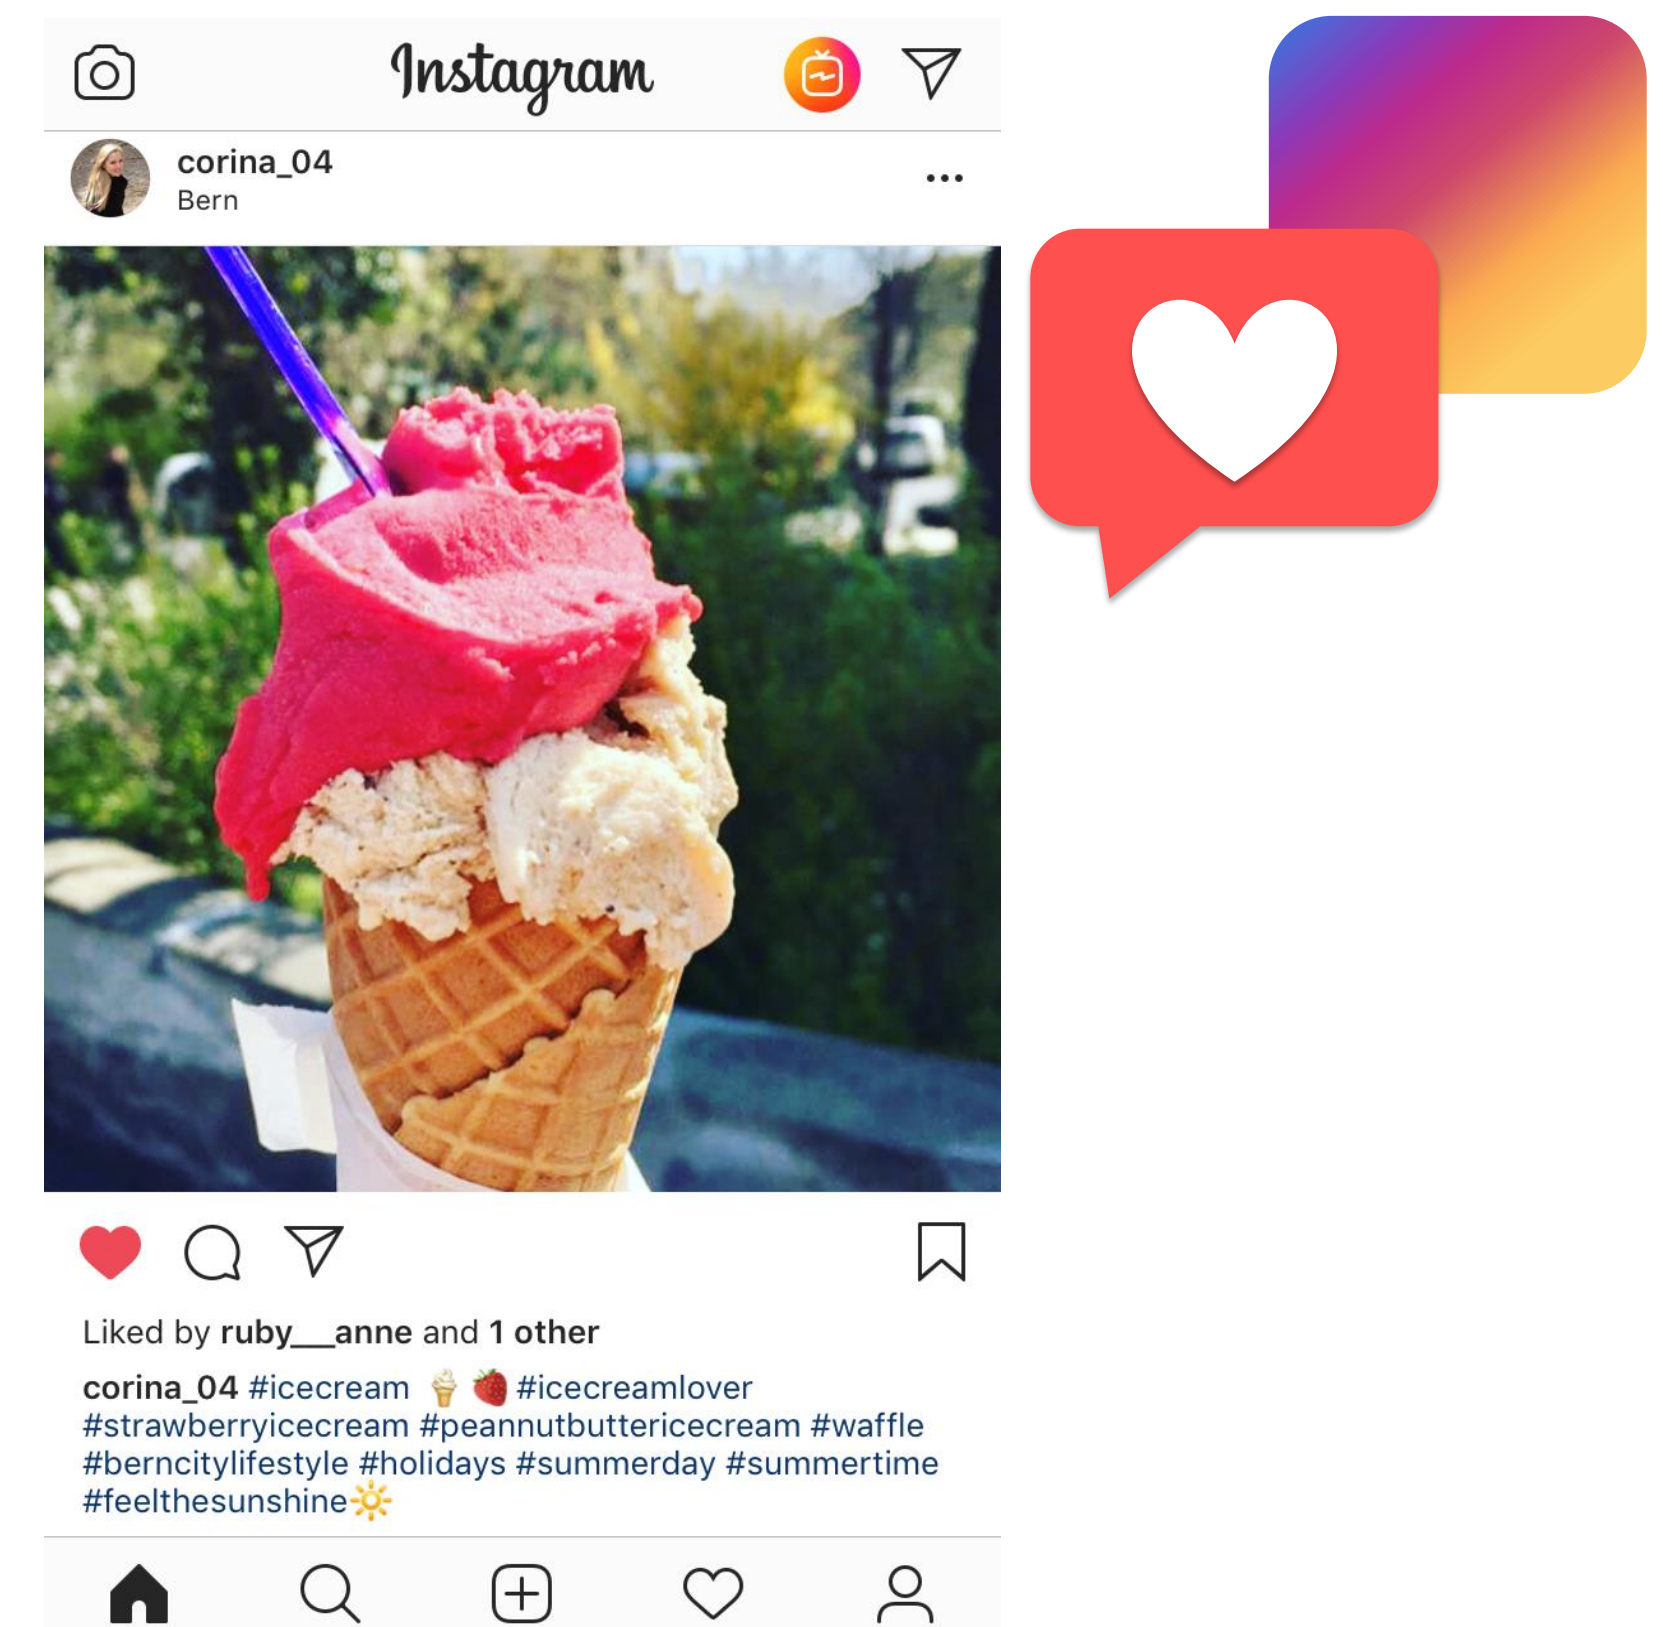 Instagram
corina_04
Bern
Liked by ruby__anne and 1 other
corina_04 #icecream 🍦 🍓 #icecreamlover
#strawberryicecream #peannutbuttericecream #waffle
#berncitylifestyle #holidays #summerday #summertime
#feelthesunshine☀️